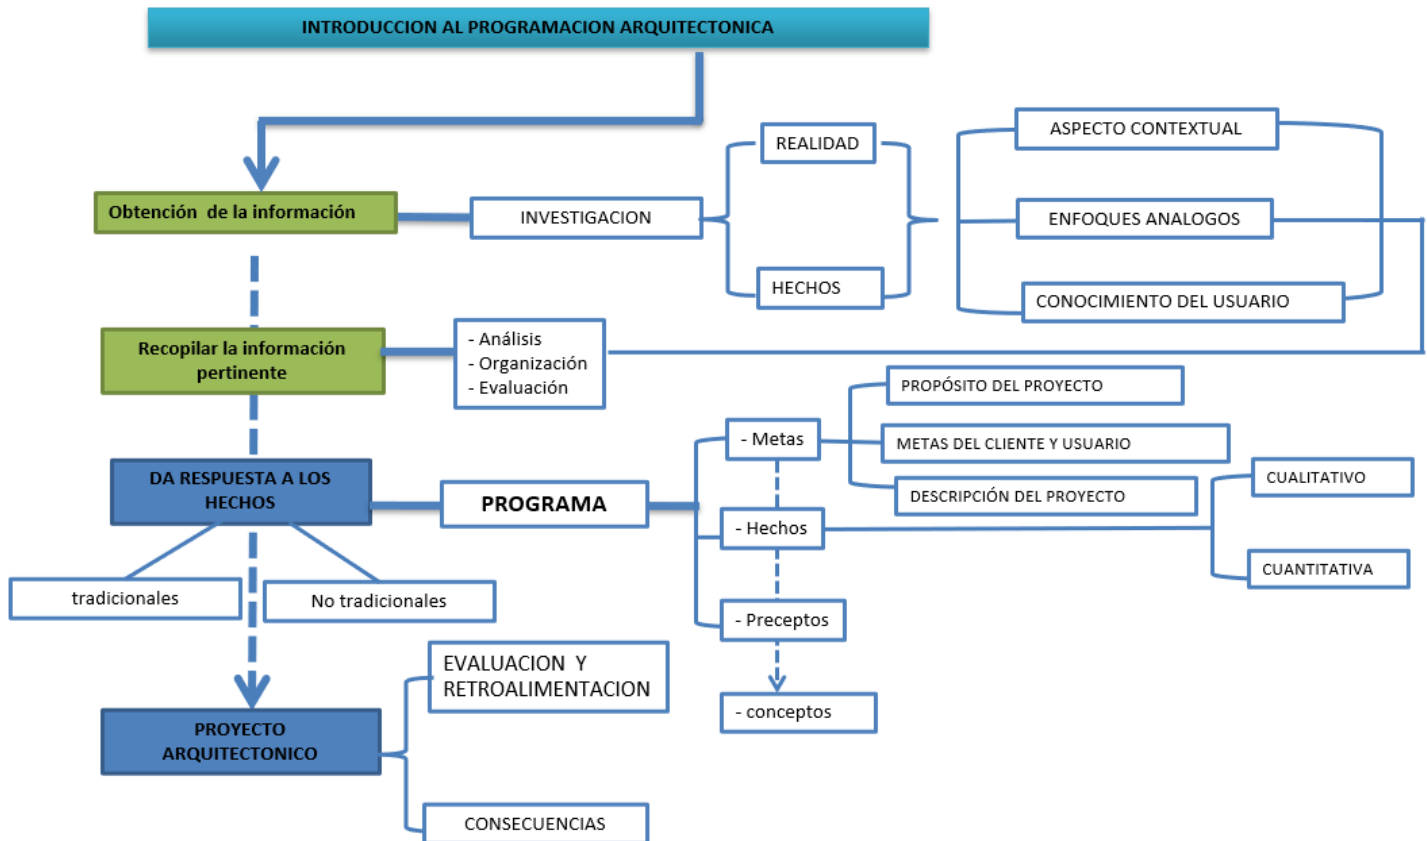 INTRODUCCION AL PROGRAMACION ARQUITECTONICA
Obtención de la información
INVESTIGACION
REALIDAD
HECHOS
ASPECTO CONTEXTUAL
ENFOQUES ANALOGOS
CONOCIMIENTO DEL USUARIO
Recopilar la información
pertinente
- Análisis
- Organización
- Evaluación
DA RESPUESTA A LOS
HECHOS
tradicionales
No tradicionales
PROGRAMA
- Metas
PROPÓSITO DEL PROYECTO
METAS DEL CLIENTE Y USUARIO
DESCRIPCIÓN DEL PROYECTO
- Hechos
CUALITATIVO
CUANTITATIVA
- Preceptos
- conceptos
PROYECTO
ARQUITECTONICO
EVALUACION Y
RETROALIMENTACION
CONSECUENCIAS